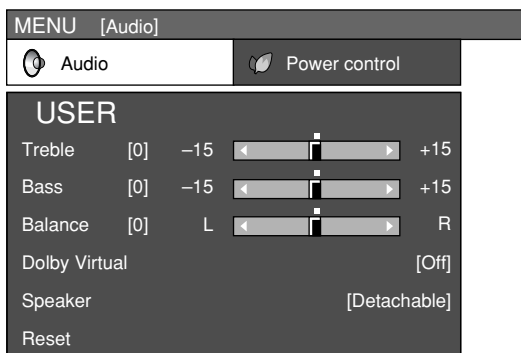 MENU [Audio]
Audio Power control
USER
Treble [0] –15 +15
Bass [0] –15 +15
Balance [0] L R
Dolby Virtual [Off]
Speaker [Detachable]
Reset